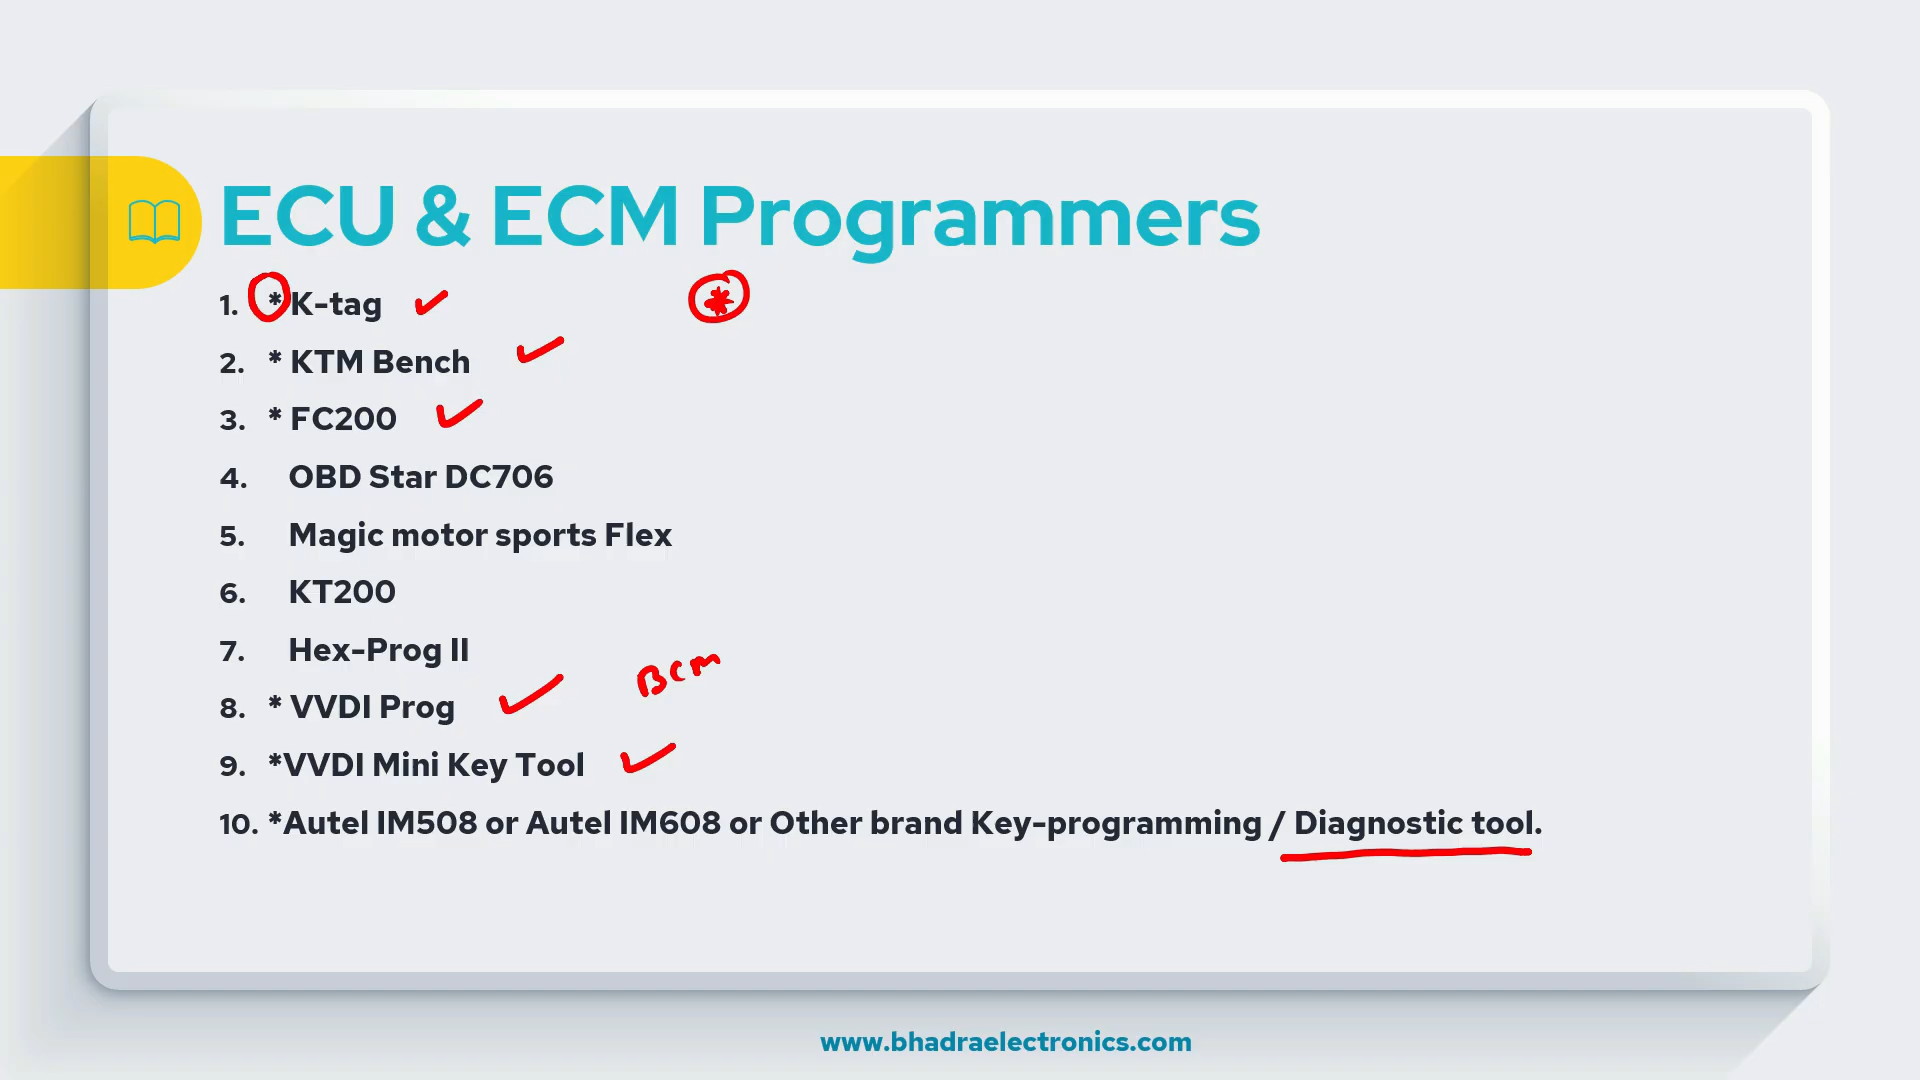 ECU & ECM Programmers
1. *K-tag
*
2. * KTM Bench
3. * FC200
4. OBD Star DC706
5. Magic motor sports Flex
6. KT200
7. Hex-Prog II
Bcm
8. * VVDI Prog
9. *VVDI Mini Key Tool
10. *Autel IM508 or Autel IM608 or Other brand Key-programming / Diagnostic tool.
www.bhadraelectronics.com